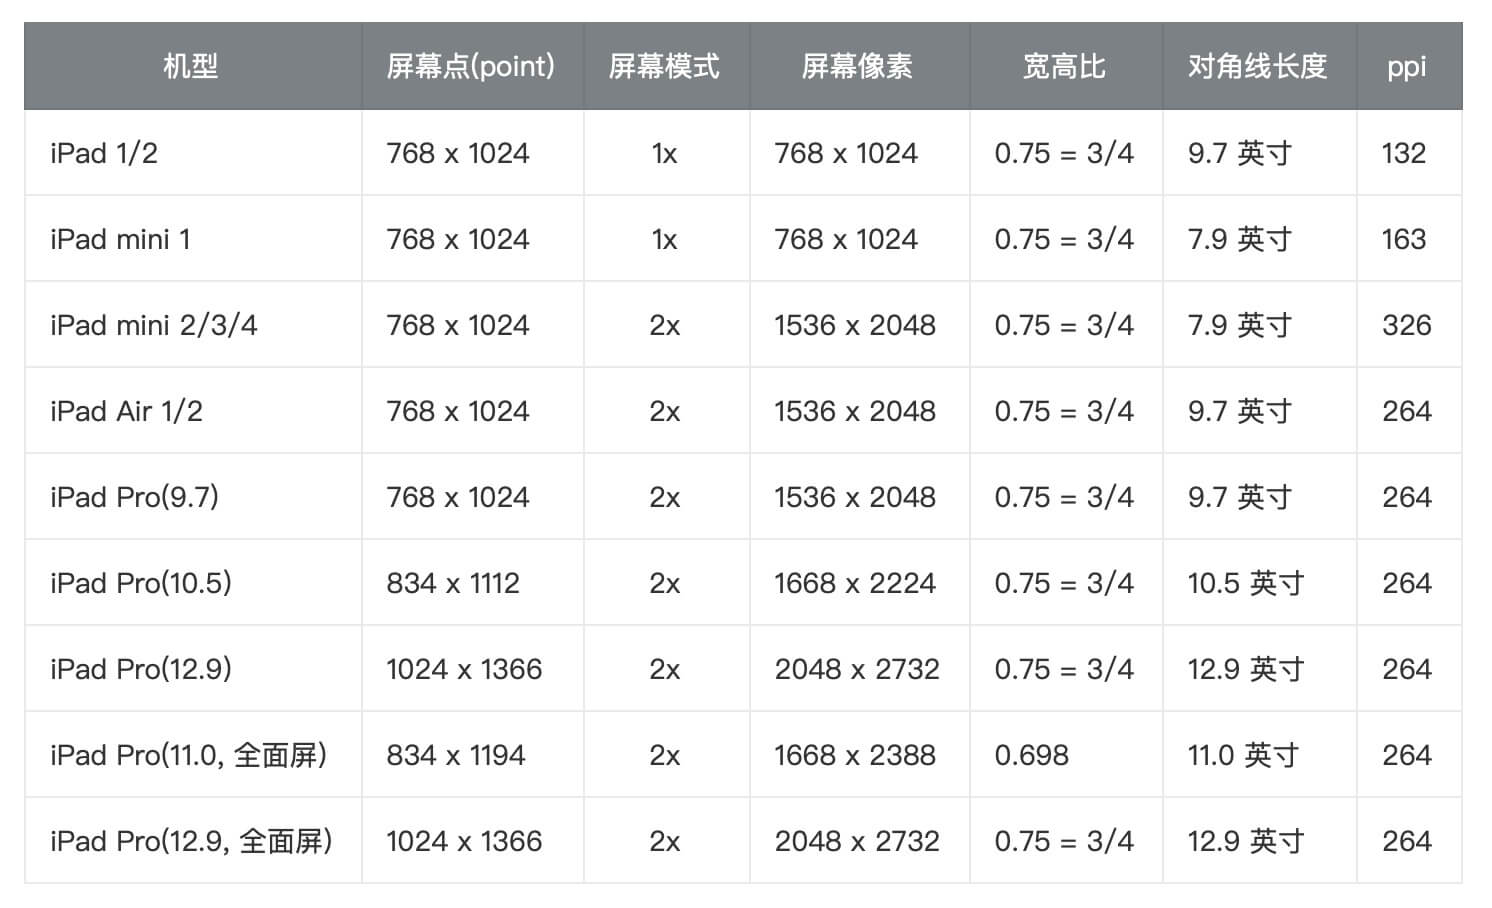 机型 屏幕点(point) 屏幕模式 屏幕像素 宽高比 对角线长度 ppi
iPad 1/2 768 x 1024 1x 768 x 1024 0.75 = 3/4 9.7 英寸 132
iPad mini 1 768 x 1024 1x 768 x 1024 0.75 = 3/4 7.9 英寸 163
iPad mini 2/3/4 768 x 1024 2x 1536 x 2048 0.75 = 3/4 7.9 英寸 326
iPad Air 1/2 768 x 1024 2x 1536 x 2048 0.75 = 3/4 9.7 英寸 264
iPad Pro(9.7) 768 x 1024 2x 1536 x 2048 0.75 = 3/4 9.7 英寸 264
iPad Pro(10.5) 834 x 1112 2x 1668 x 2224 0.75 = 3/4 10.5 英寸 264
iPad Pro(12.9) 1024 x 1366 2x 2048 x 2732 0.75 = 3/4 12.9 英寸 264
iPad Pro(11.0, 全面屏) 834 x 1194 2x 1668 x 2388 0.698 11.0 英寸 264
iPad Pro(12.9, 全面屏) 1024 x 1366 2x 2048 x 2732 0.75 = 3/4 12.9 英寸 264